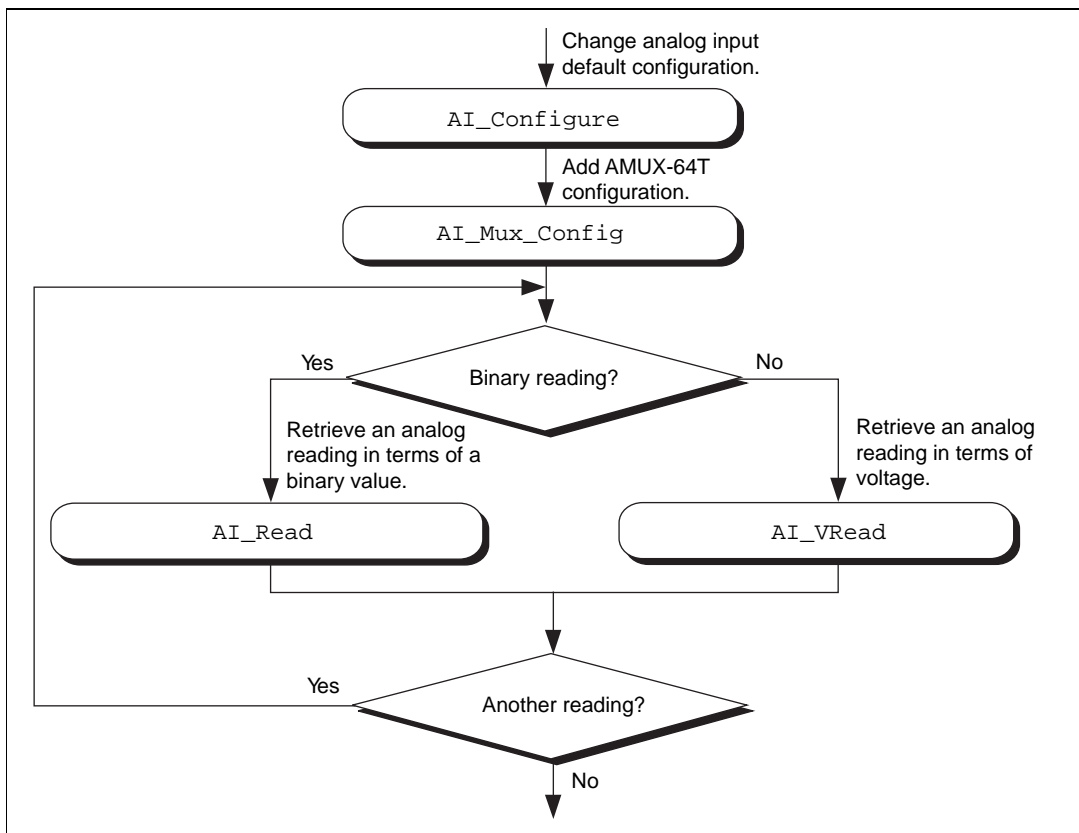 Change analog input
default configuration.
AI_Configure
Add AMUX-64T
configuration.
AI_Mux_Config
Yes
Binary reading?
No
Retrieve an analog
reading in terms of a
binary value.
Retrieve an analog
reading in terms of
voltage.
AI_Read
AI_VRead
Yes
Another reading?
No